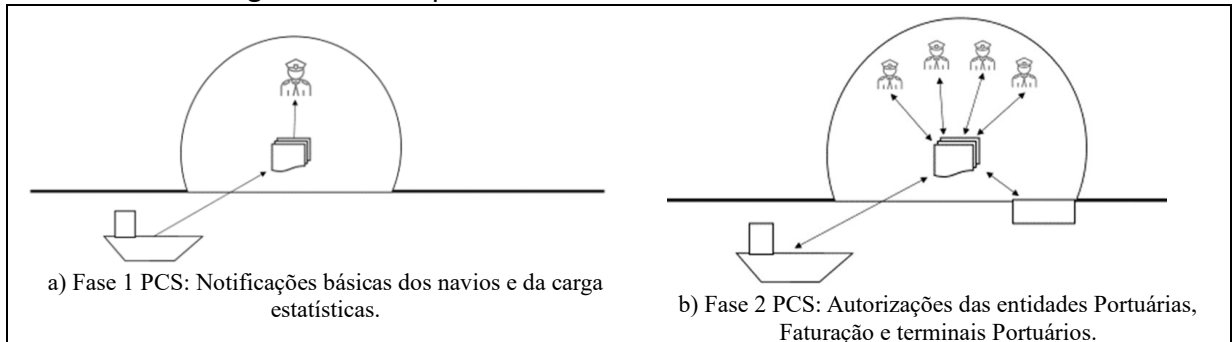 a) Fase 1 PCS: Notificações básicas dos navios e da carga
estatísticas.
b) Fase 2 PCS: Autorizações das entidades Portuárias,
Faturação e terminais Portuários.